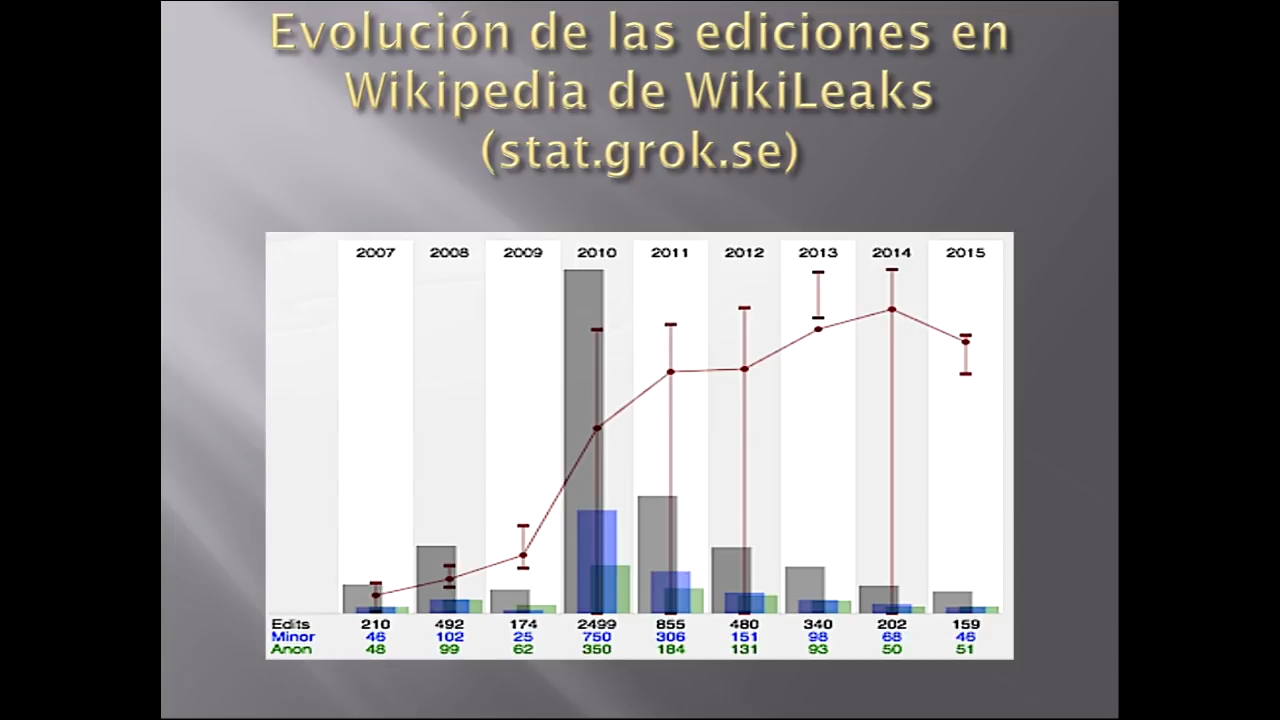 Evolución de las ediciones en
Wikipedia de WikiLeaks
(stat.grok.se)
2007 2008 2009 2010 2011 2012 2013 2014 2015
Edits 210 492 174 2499 855 480 340 202 159
Minor 46 102 25 750 306 151 98 68 46
Anon 48 99 62 350 184 131 93 50 51